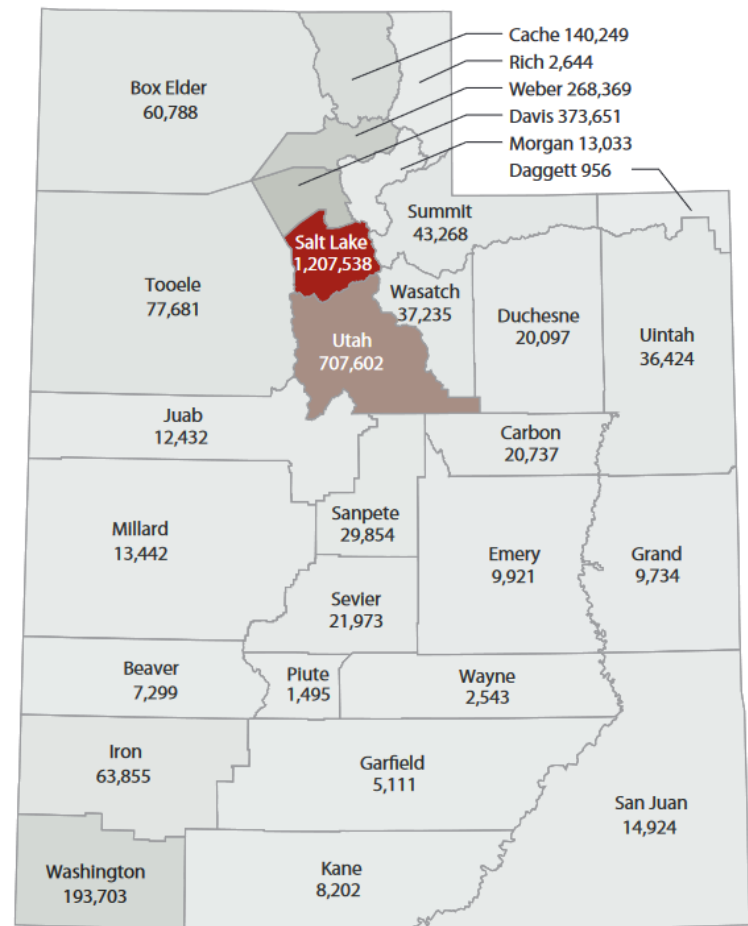 Cache 140,249
Rich 2,644
Weber 268,369
Davis 373,651
Morgan 13,033
Daggett 956
Box Elder
60,788
Summit
43,268
Salt Lake
1,207,538
Tooele
77,681
Wasatch
37,235
Duchesne
20,097
Uintah
36,424
Utah
707,602
Juab
12,432
Carbon
20,737
Sanpete
29,854
Millard
13,442
Emery
9,921
Grand
9,734
Sevier
21,973
Beaver
7,299
Piute
1,495
Wayne
2,543
Iron
63,855
Garfield
5,111
San Juan
14,924
Washington
193,703
Kane
8,202